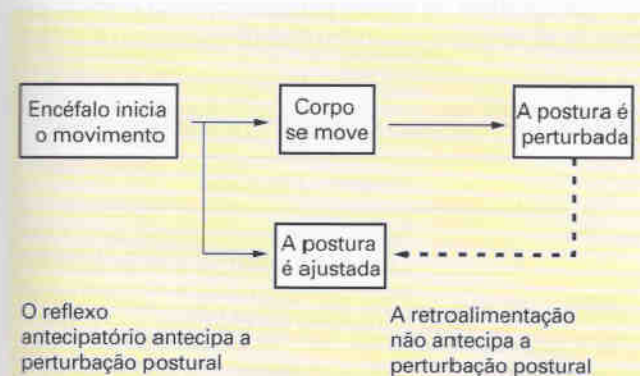 Encéfalo inicia
o movimento
Corpo
se move
A postura é
perturbada
A postura
é ajustada
O reflexo
antecipatório antecipa a
perturbação postural
A retroalimentação
não antecipa a
perturbação postural